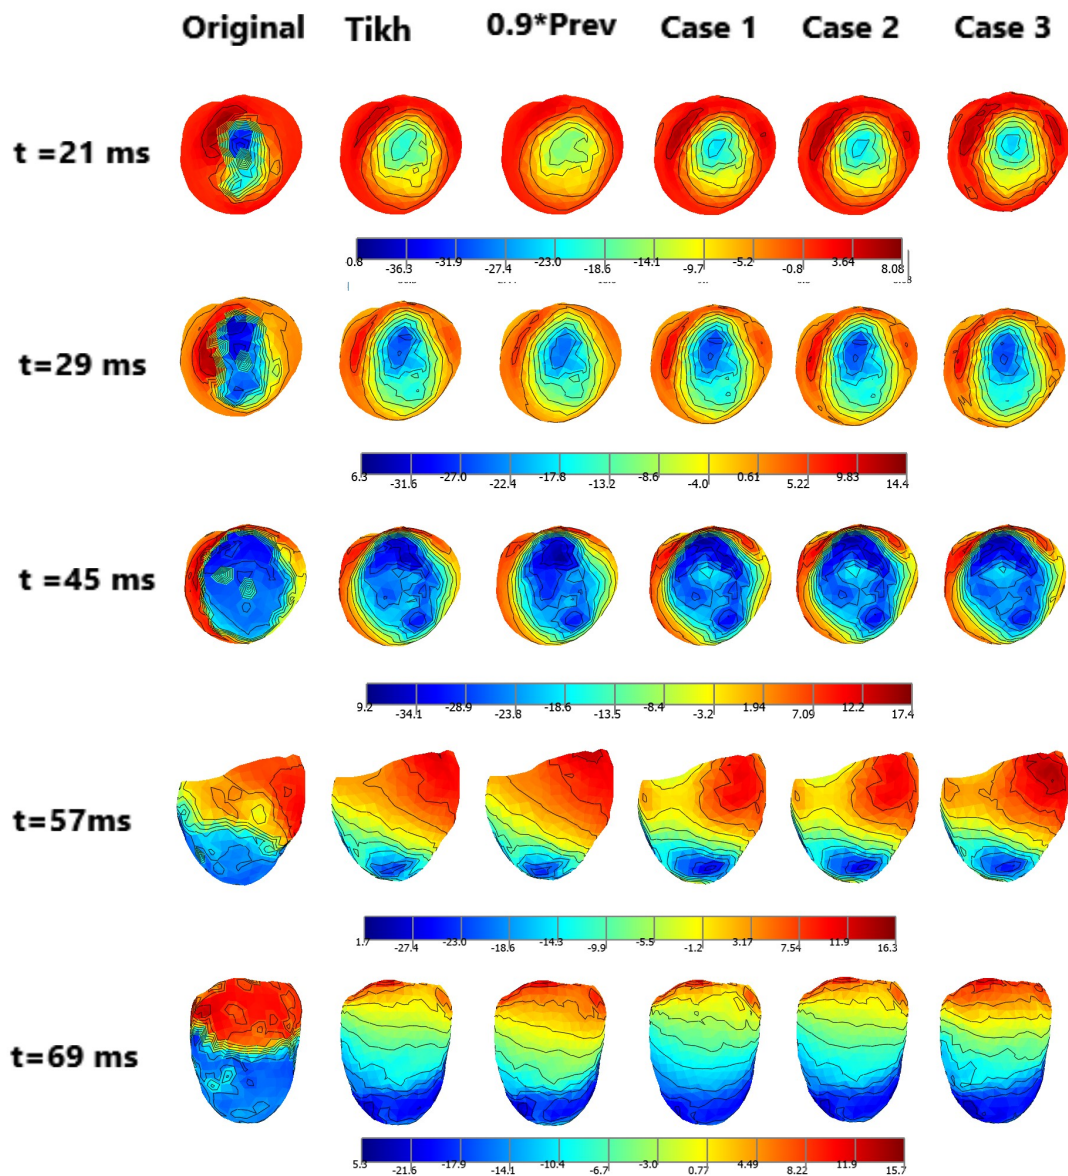 Original Tikh 0.9*Prev Case 1 Case 2 Case 3
t =21 ms
0.8 -36.3 -31.9 -27.4 -23.0 -18.6 -14.1 -9.7 -5.2 -0.8 3.64 8.08
t=29 ms
6.3 -31.6 -27.0 -22.4 -17.8 -13.2 -8.6 -4.0 0.61 5.22 9.83 14.4
t =45 ms
9.2 -34.1 -28.9 -23.8 -18.6 -13.5 -8.4 -3.2 1.94 7.09 12.2 17.4
t=57ms
1.7 -27.4 -23.0 -18.6 -14.3 -9.9 -5.5 -1.2 3.17 7.54 11.9 16.3
t=69 ms
5.3 -21.6 -17.9 -14.1 -10.4 -6.7 -3.0 0.77 4.49 8.22 11.9 15.7